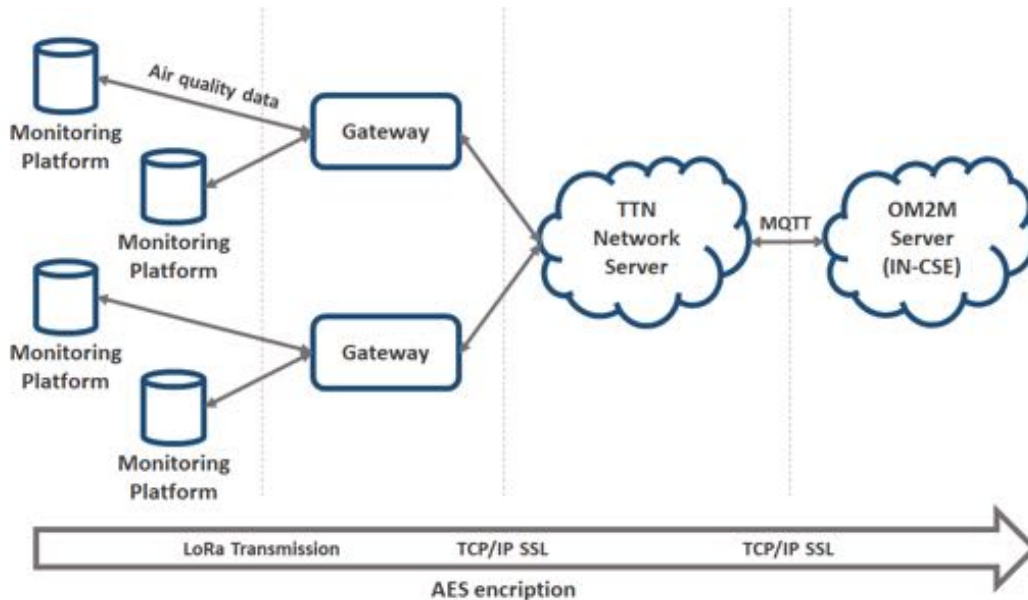 Air quality data
Monitoring
Platform
Gateway
Monitoring
Platform
TTN
Network
Server
MQTT
OM2M
Server
(IN-CSE)
Monitoring
Platform
Gateway
Monitoring
Platform
LoRa Transmission
TCP/IP SSL
TCP/IP SSL
AES encription